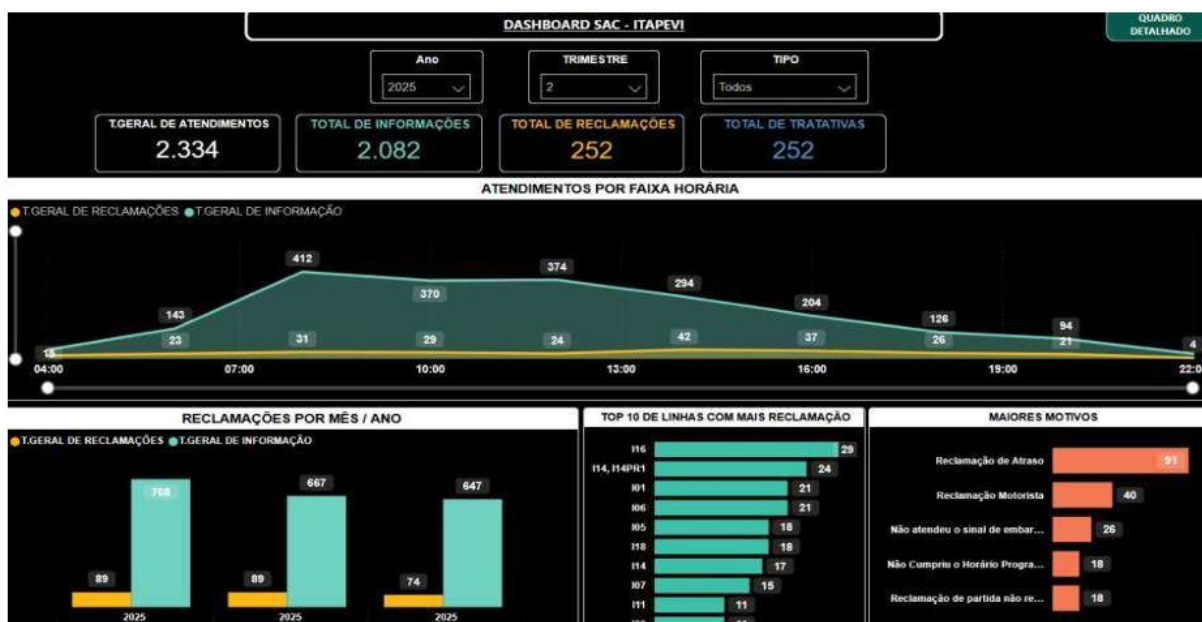 DASHBOARD SAC - ITAPEVI
QUADRO
DETALHADO
Ano
2025
TRIMESTRE
2
TIPO
Todos
T.GERAL DE ATENDIMENTOS
2.334
TOTAL DE INFORMAÇÕES
2.082
TOTAL DE RECLAMAÇÕES
252
TOTAL DE TRATATIVAS
252
ATENDIMENTOS POR FAIXA HORÁRIA
T.GERAL DE RECLAMAÇÕES T.GERAL DE INFORMAÇÃO
412
374
370
294
204
143
126
94
23
31
29
24
42
37
26
21
4
04:00 07:00 10:00 13:00 16:00 19:00 22:0
RECLAMAÇÕES POR MÊS / ANO
T.GERAL DE RECLAMAÇÕES T.GERAL DE INFORMAÇÃO
768
667
647
89
89
74
2025 2025 2025
TOP 10 DE LINHAS COM MAIS RECLAMAÇÃO
I16 29
I14, I14PR1 24
I01 21
I06 21
I05 18
I18 18
I14 17
I07 15
I11 11
MAIORES MOTIVOS
Reclamação de Atraso 91
Reclamação Motorista 40
Não atendeu o sinal de embar... 26
Não Cumpriu o Horário Progra... 18
Reclamação de partida não re... 18